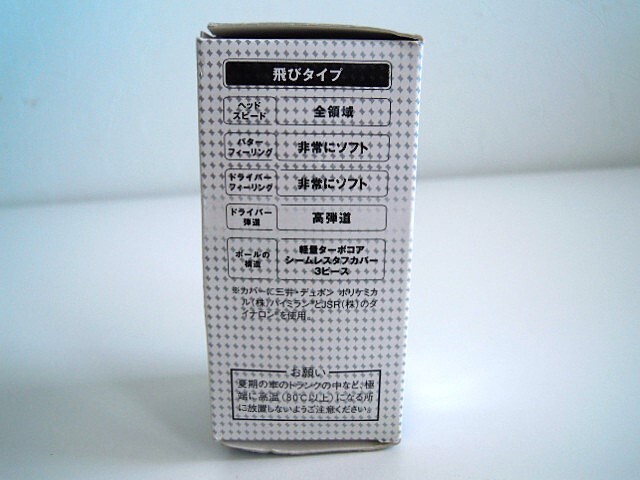 飛びタイプ
ヘッド
スピード
全領域
パター
フィーリング
非常にソフト
ドライバー
フィーリング
非常にソフト
ドライバー
弾道
高弾道
ボールの
構造
軽量ターボコア
シームレスタフカバー
3ピース
※カバーに三井・デュポン ポリケミカ
ル(株)ハイミラン®とJSR(株)のダ
イナロン®を使用。
お願い
夏期の車のトランクの中など、極
端に高温(80℃以上)になる所
に放置しないようご注意ください。